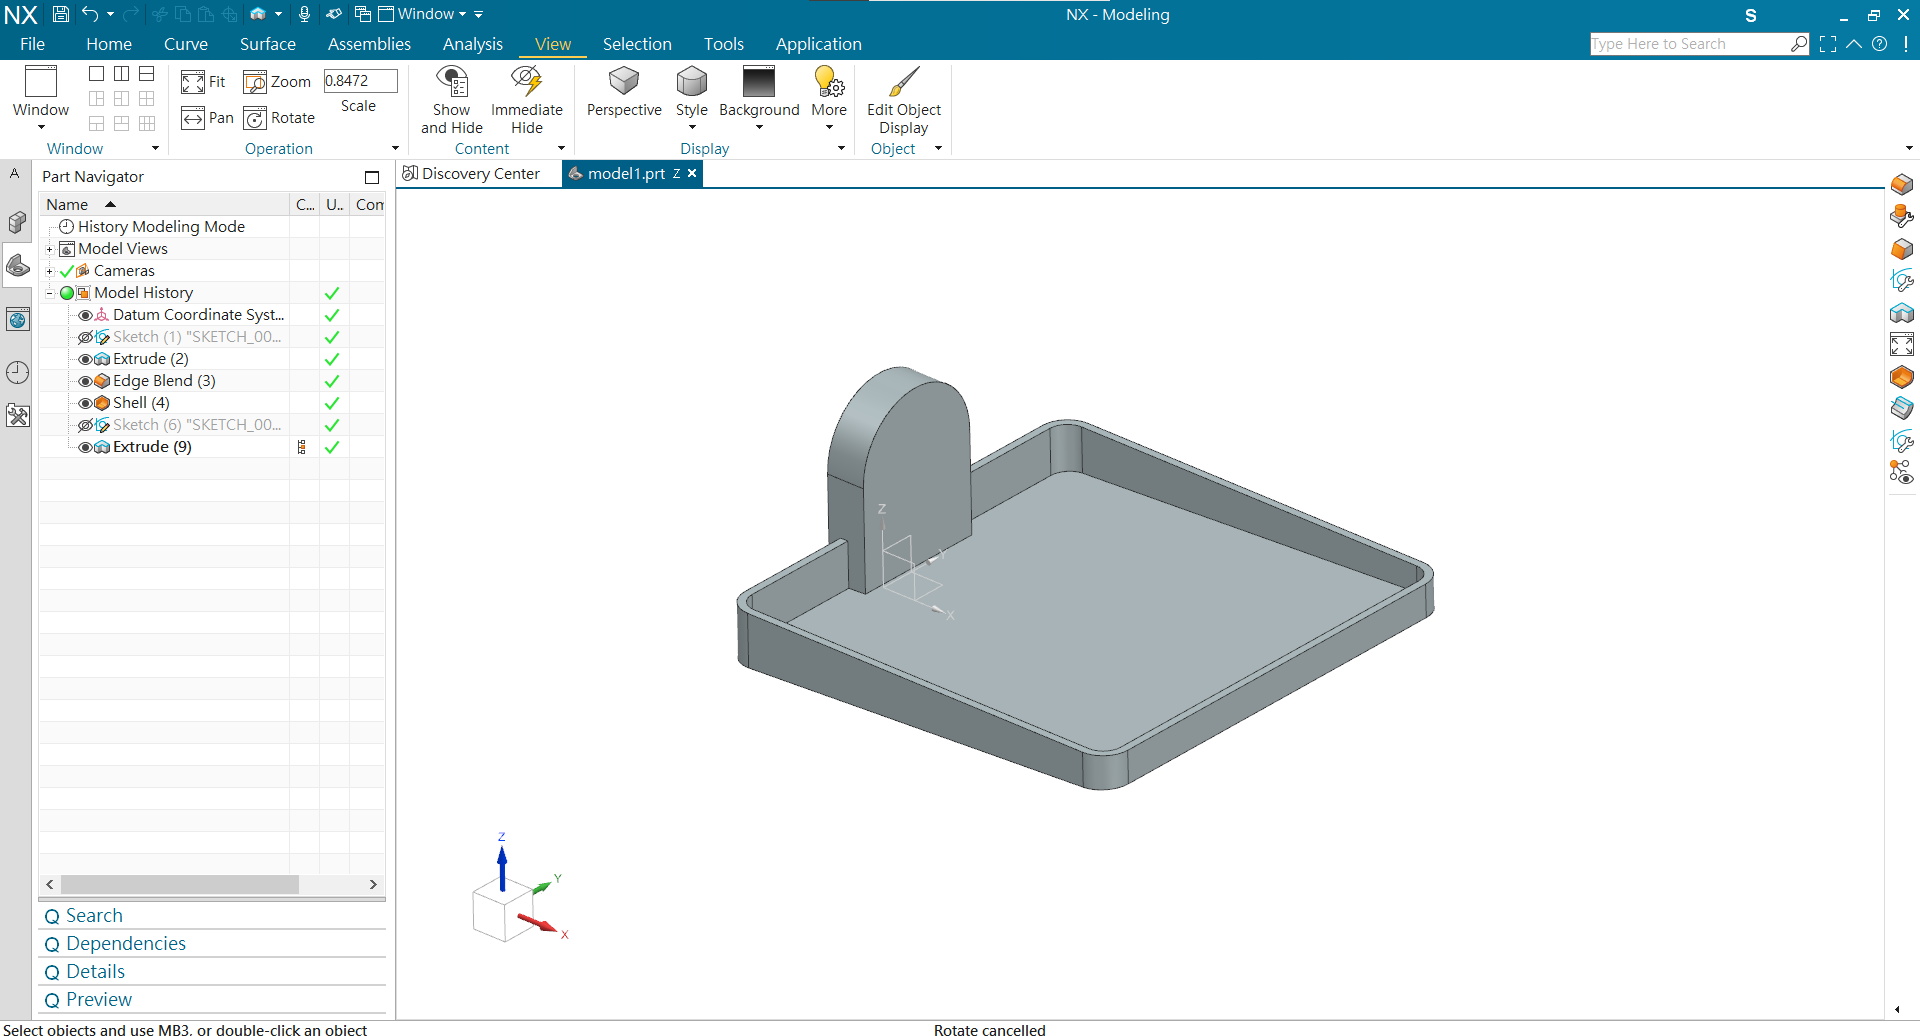 NX Window NX - Modeling S
File Home Curve Surface Assemblies Analysis View Selection Tools Application Type Here to Search
Window
Window
Fit Zoom 0.8472
Pan Rotate Scale
Operation
Show and Hide
Immediate Hide
Content
Perspective Style Background More
Display
Edit Object Display
Object
A
Part Navigator
Discovery Center model1.prt
Name C... U.. Com
History Modeling Mode
Model Views
Cameras
Model History
Datum Coordinate Syst...
Sketch (1) "SKETCH_00...
Extrude (2)
Edge Blend (3)
Shell (4)
Sketch (6) "SKETCH_00...
Extrude (9)
Z
Y
X
Z
Y
X
Search
Dependencies
Details
Preview
Select objects and use MB3, or double-click an object Rotate cancelled